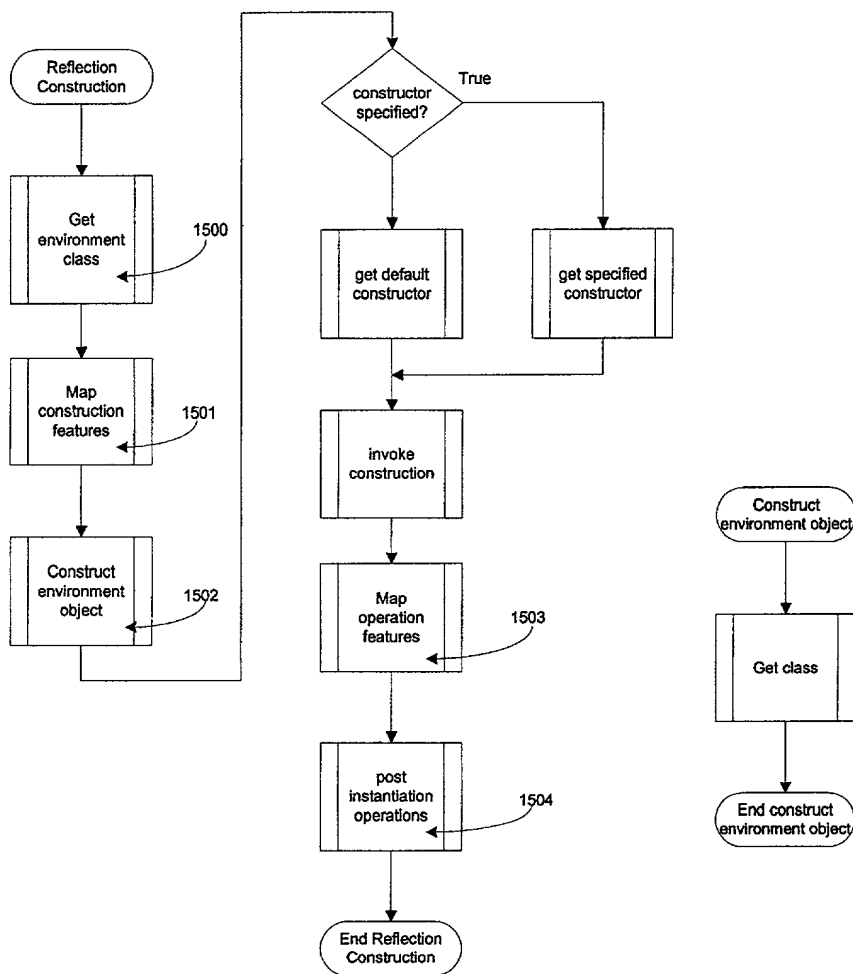 Reflection
Construction
Get
environment
class
1500
Map
construction
features
1501
Construct
environment
object
1502
constructor
specified?
True
get default
constructor
get specified
constructor
invoke
construction
Map
operation
features
1503
post
instantiation
operations
1504
End Reflection
Construction
Construct
environment object
Get class
End construct
environment object